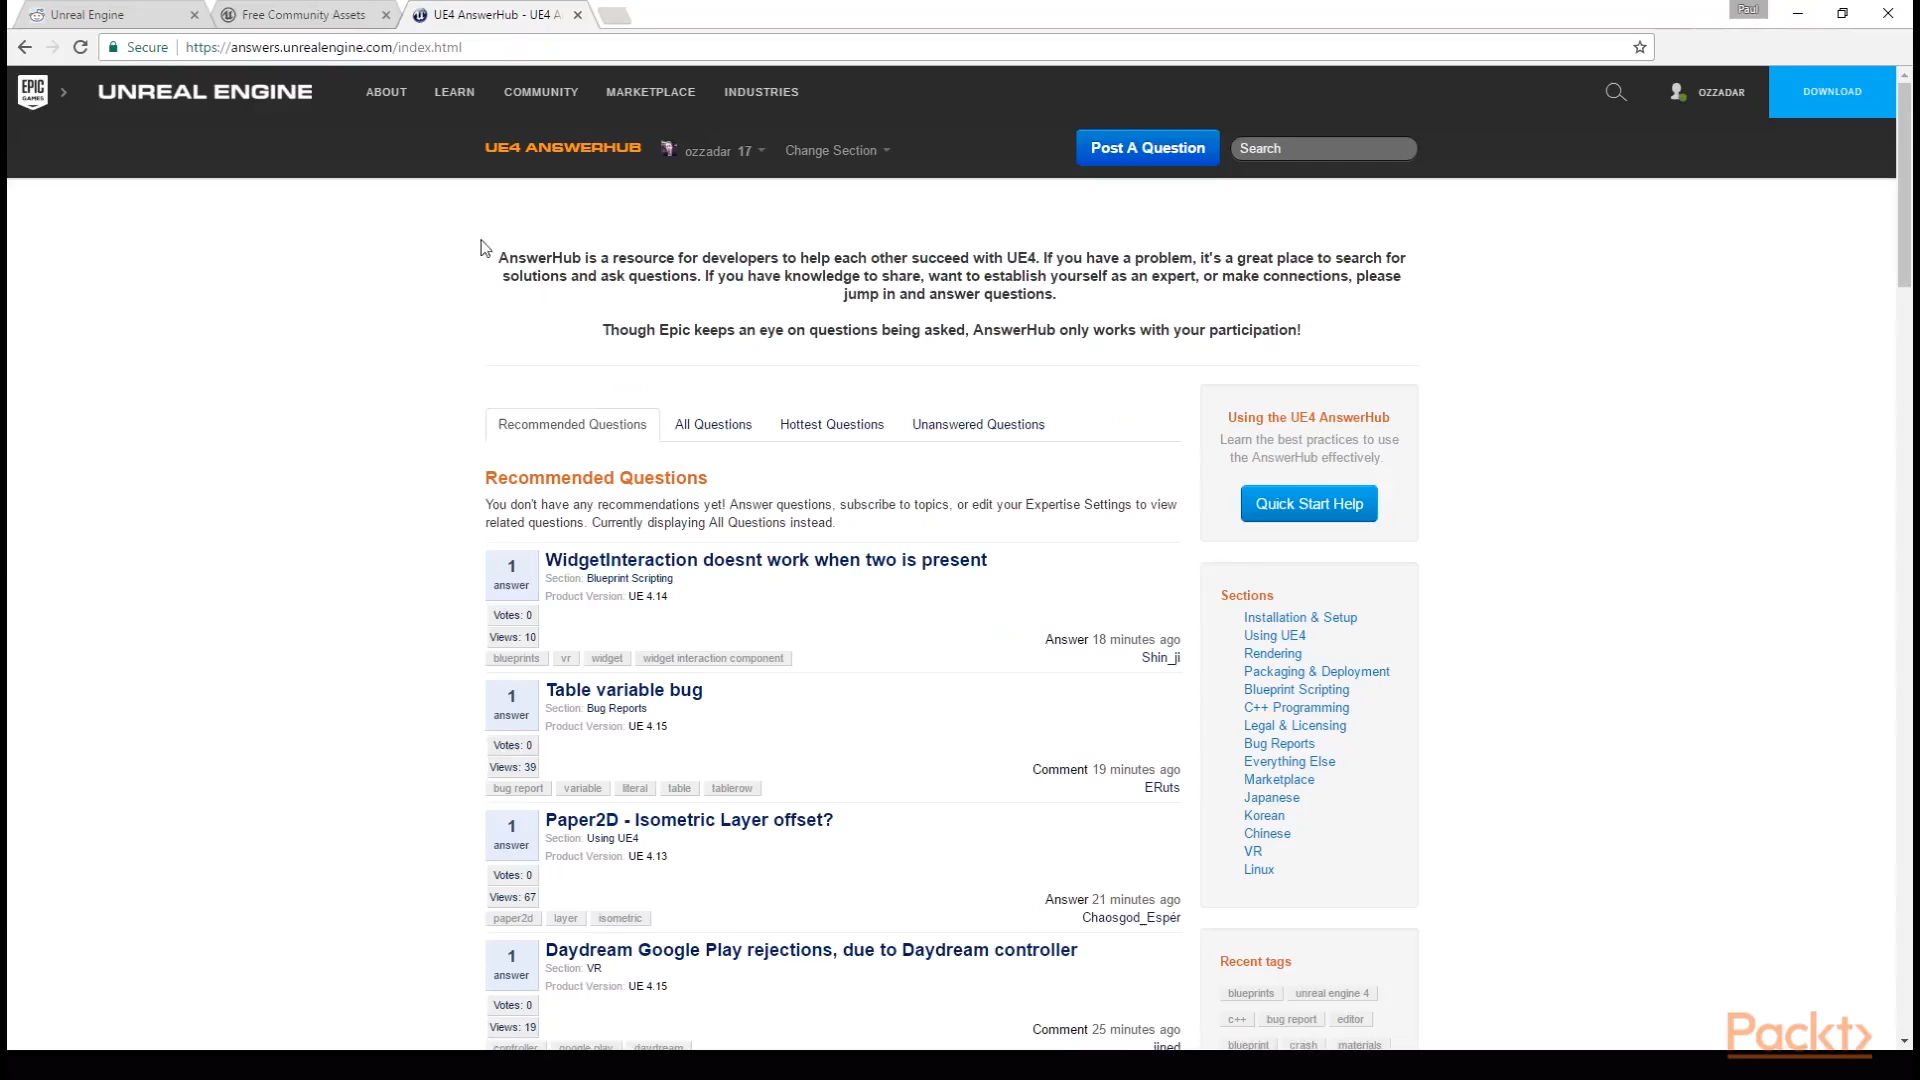 Unreal Engine
Free Community Assets
UE4 AnswerHub - UE4 A
Paul
Secure
https://answers.unrealengine.com/index.html
EPIC GAMES
UNREAL ENGINE
ABOUT
LEARN
COMMUNITY
MARKETPLACE
INDUSTRIES
OZZADAR
DOWNLOAD
UE4 ANSWERHUB
ozzadar 17
Change Section
Post A Question
Search
AnswerHub is a resource for developers to help each other succeed with UE4. If you have a problem, it's a great place to search for
solutions and ask questions. If you have knowledge to share, want to establish yourself as an expert, or make connections, please
jump in and answer questions.
Though Epic keeps an eye on questions being asked, AnswerHub only works with your participation!
Recommended Questions
All Questions
Hottest Questions
Unanswered Questions
Recommended Questions
You don't have any recommendations yet! Answer questions, subscribe to topics, or edit your Expertise Settings to view
related questions. Currently displaying All Questions instead.
1
answer
WidgetInteraction doesnt work when two is present
Section: Blueprint Scripting
Product Version: UE 4.14
Votes: 0
Views: 10
Answer 18 minutes ago
Shin_ji
blueprints
vr
widget
widget interaction component
1
answer
Table variable bug
Section: Bug Reports
Product Version: UE 4.15
Votes: 0
Views: 39
Comment 19 minutes ago
ERuts
bug report
variable
literal
table
tablerow
1
answer
Paper2D - Isometric Layer offset?
Section: Using UE4
Product Version: UE 4.13
Votes: 0
Views: 67
Answer 21 minutes ago
Chaosgod_Espér
paper2d
layer
isometric
1
answer
Daydream Google Play rejections, due to Daydream controller
Section: VR
Product Version: UE 4.15
Votes: 0
Views: 19
Comment 25 minutes ago
jined
controller
google play
daydream
Using the UE4 AnswerHub
Learn the best practices to use
the AnswerHub effectively.
Quick Start Help
Sections
Installation & Setup
Using UE4
Rendering
Packaging & Deployment
Blueprint Scripting
C++ Programming
Legal & Licensing
Bug Reports
Everything Else
Marketplace
Japanese
Korean
Chinese
VR
Linux
Recent tags
blueprints
unreal engine 4
c++
bug report
editor
blueprint
crash
materials
Packt